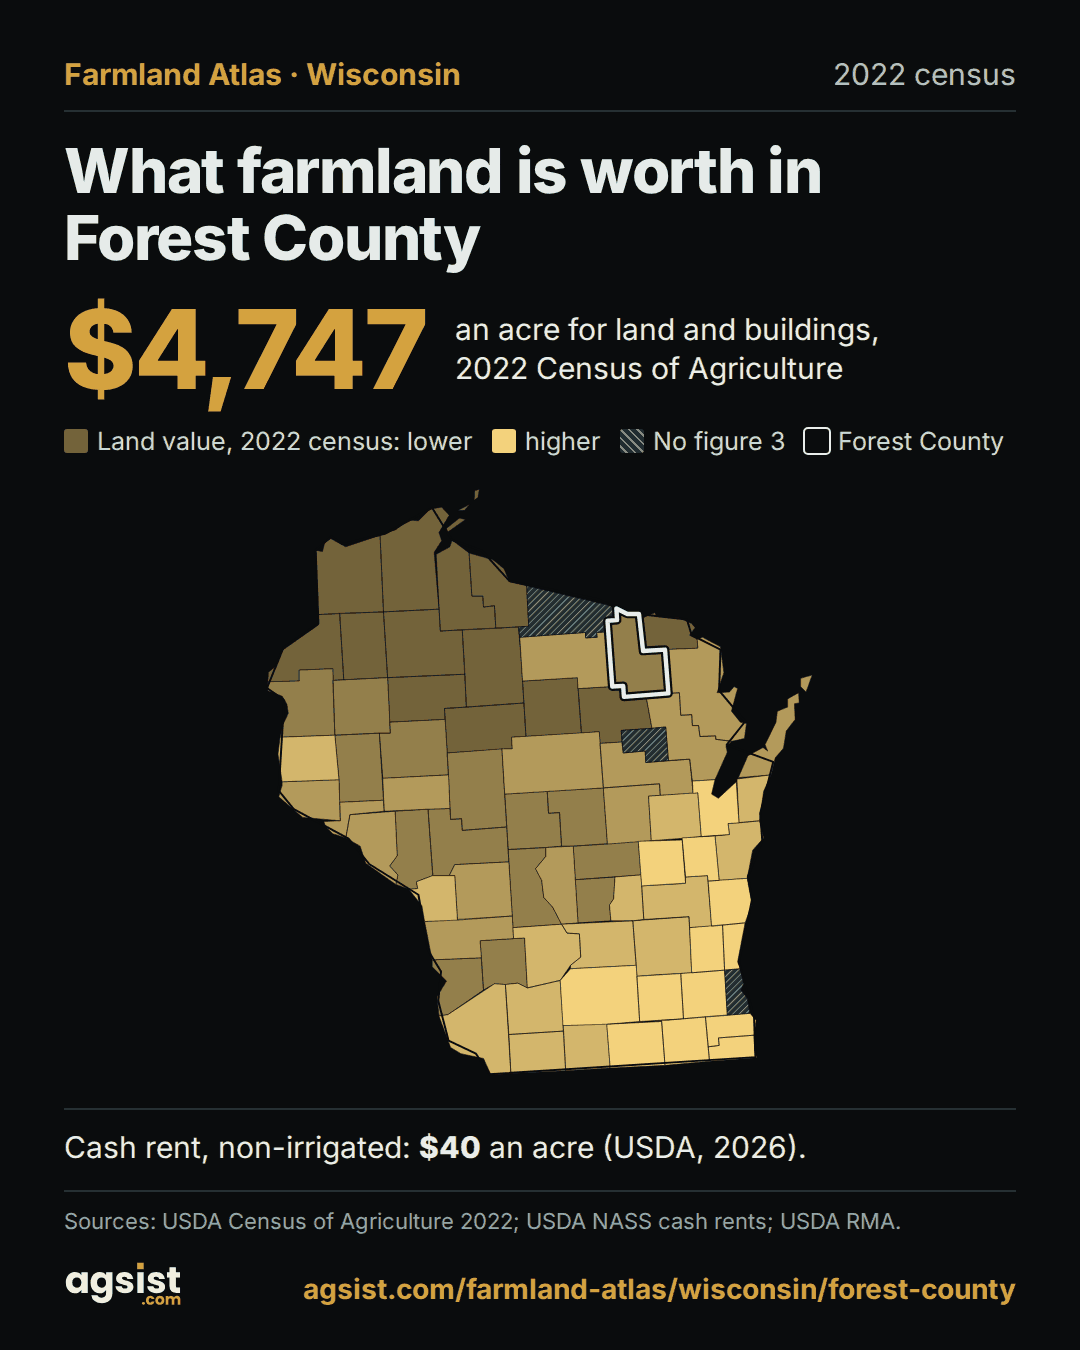 Farmland Atlas · Wisconsin
2022 census
What farmland is worth in
Forest County
$4,747
an acre for land and buildings,
2022 Census of Agriculture
Land value, 2022 census: lower
higher
No figure 3
Forest County
Cash rent, non-irrigated: $40 an acre (USDA, 2026).
Sources: USDA Census of Agriculture 2022; USDA NASS cash rents; USDA RMA.
agsist
.com
agsist.com/farmland-atlas/wisconsin/forest-county